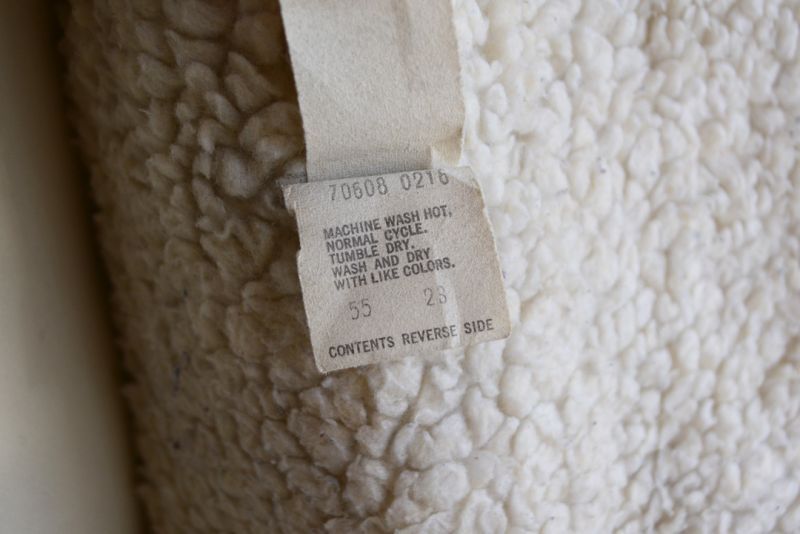 70608 0216
MACHINE WASH HOT,
NORMAL CYCLE.
TUMBLE DRY.
WASH AND DRY
WITH LIKE COLORS.
55 23
CONTENTS REVERSE SIDE